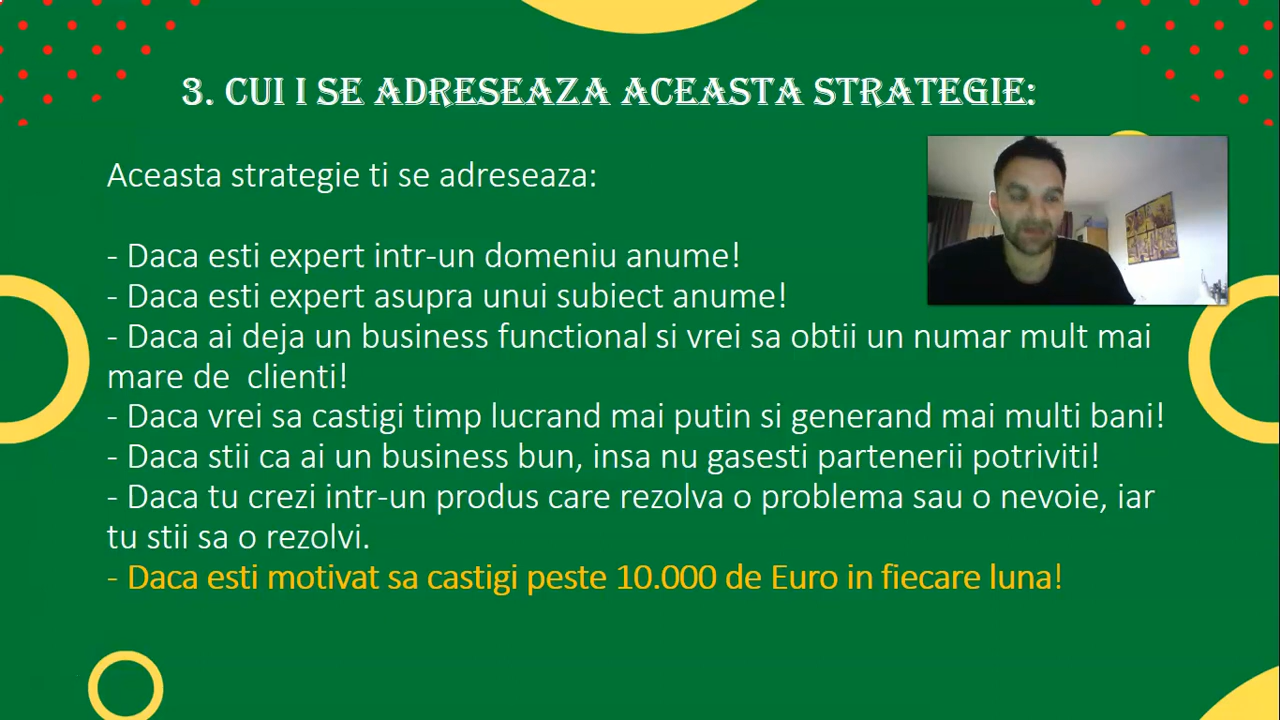 3. CUI I SE ADRESEAZA ACEASTA STRATEGIE:
Aceasta strategie ti se adreseaza:
- Daca esti expert intr-un domeniu anume!
- Daca esti expert asupra unui subiect anume!
- Daca ai deja un business functional si vrei sa obtii un numar mult mai
mare de  clienti!
- Daca vrei sa castigi timp lucrand mai putin si generand mai multi bani!
- Daca stii ca ai un business bun, insa nu gasesti partenerii potriviti!
- Daca tu crezi intr-un produs care rezolva o problema sau o nevoie, iar
tu stii sa o rezolvi.
- Daca esti motivat sa castigi peste 10.000 de Euro in fiecare luna!